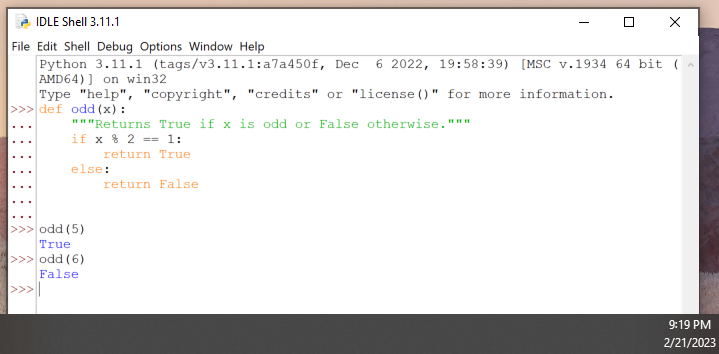 IDLE Shell 3.11.1
File Edit Shell Debug Options Window Help
Python 3.11.1 (tags/v3.11.1:a7a450f, Dec  6 2022, 19:58:39) [MSC v.1934 64 bit (
AMD64)] on win32
Type "help", "copyright", "credits" or "license()" for more information.
>>> def odd(x):
...     """Returns True if x is odd or False otherwise."""
...     if x % 2 == 1:
...         return True
...     else:
...         return False
...
...
>>> odd(5)
True
>>> odd(6)
False
>>>
9:19 PM
2/21/2023